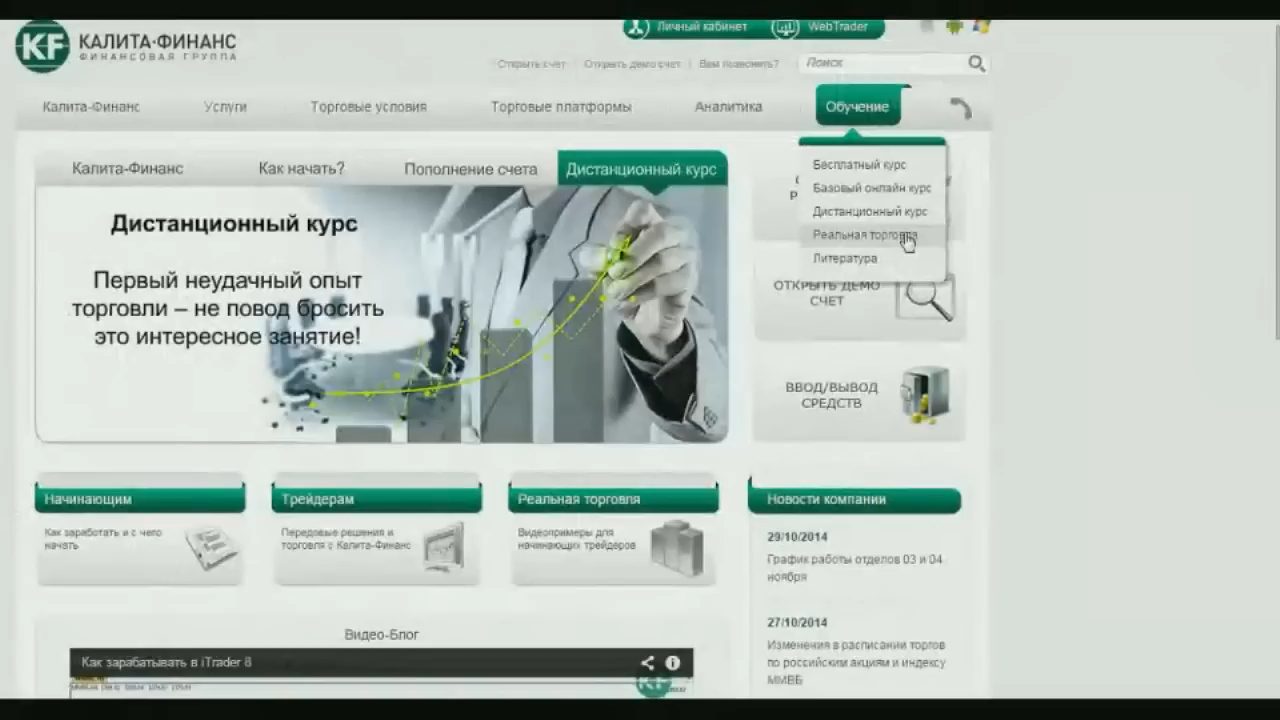 KF
КАЛИТА·ФИНАНС
ФИНАНСОВАЯ ГРУППА
Личный кабинет
WebTrader
Открыть счет
Открыть демо счет
Вам позвонить?
Поиск
Калита-Финанс
Услуги
Торговые условия
Торговые платформы
Аналитика
Обучение
Бесплатный курс
Базовый онлайн курс
Дистанционный курс
Реальная торговля
Литература
Калита-Финанс
Как начать?
Пополнение счета
Дистанционный курс
Дистанционный курс
Первый неудачный опыт
торговли – не повод бросить
это интересное занятие!
ОТКРЫТЬ ДЕМО
СЧЕТ
ВВОД/ВЫВОД
СРЕДСТВ
Начинающим
Как заработать и с чего
начать
Трейдерам
Передовые решения и
торговля с Калита-Финанс
Реальная торговля
Видеопримеры для
начинающих трейдеров
Новости компании
29/10/2014
График работы отделов 03 и 04
ноября
27/10/2014
Изменения в расписании торгов
по российским акциям и индексу
ММВБ
Видео-Блог
Как зарабатывать в iTrader 8
KF